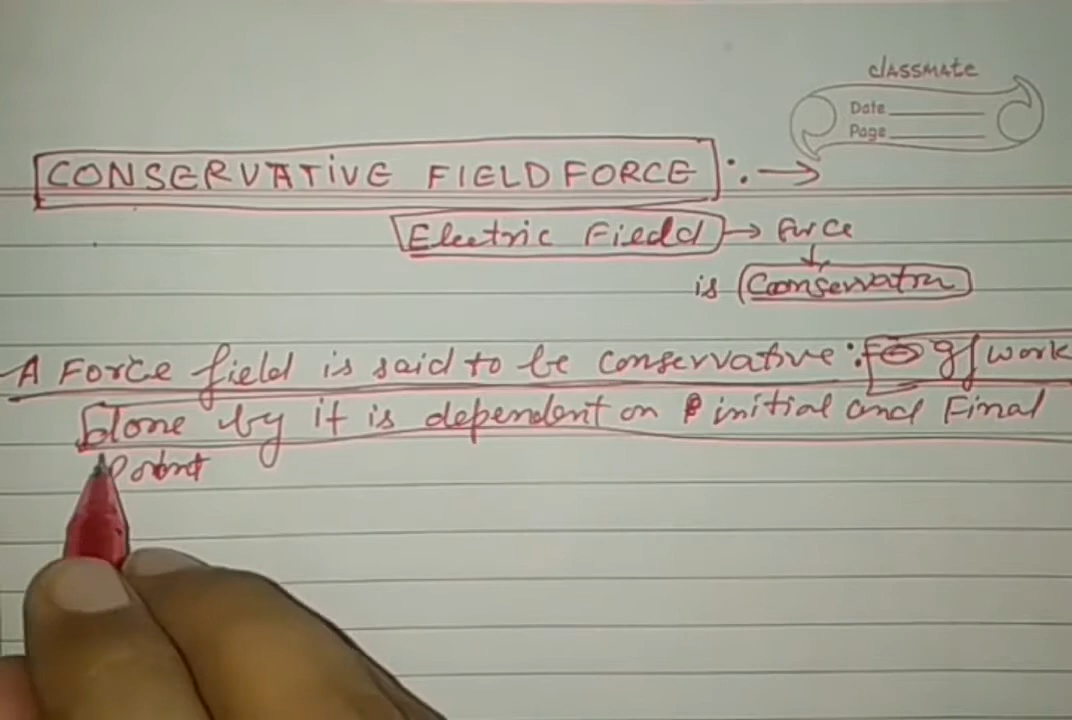 classmate
Date
Page
CONSERVATIVE FIELD FORCE :→
Electric Field → Force
is Conservative
A Force field is said to be conservative : If work
done by it is dependent on initial and Final
Point